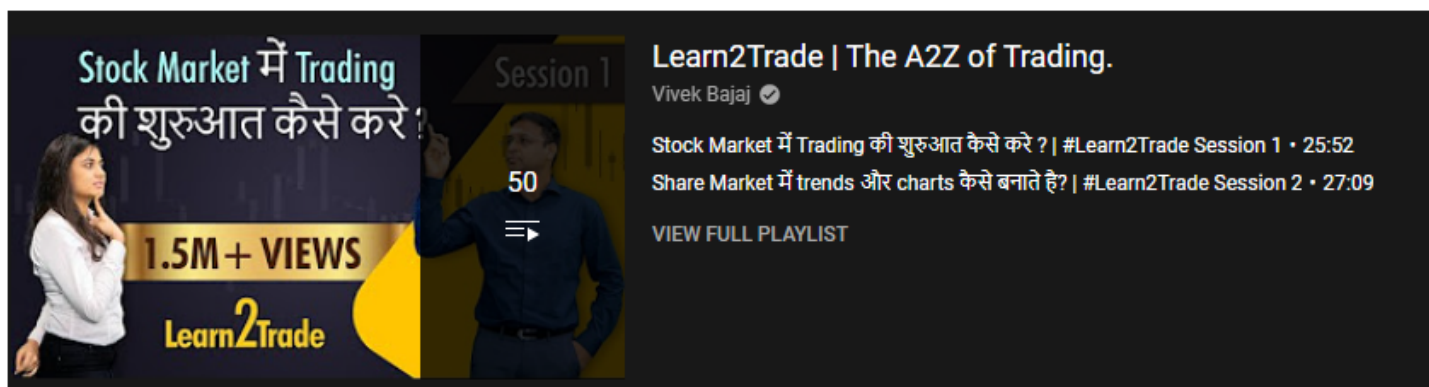 Stock Market में Trading
की शुरुआत कैसे करे ?
Session 1
50
1.5M+ VIEWS
Learn2Trade
Learn2Trade | The A2Z of Trading.
Vivek Bajaj
Stock Market में Trading की शुरुआत कैसे करे ? | #Learn2Trade Session 1 • 25:52
Share Market में trends और charts कैसे बनाते है? | #Learn2Trade Session 2 • 27:09
VIEW FULL PLAYLIST